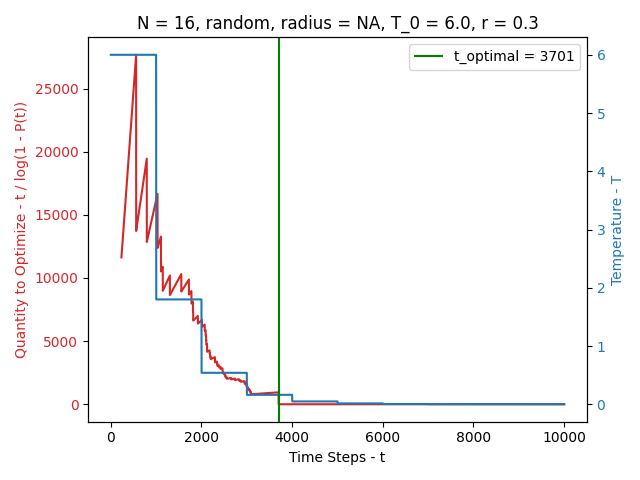 N = 16, random, radius = NA, T_0 = 6.0, r = 0.3
t_optimal = 3701
Quantity to Optimize - t / log(1 - P(t))
25000
20000
15000
10000
5000
0
6
5
4
3
2
1
0
Temperature - T
0 2000 4000 6000 8000 10000
Time Steps - t